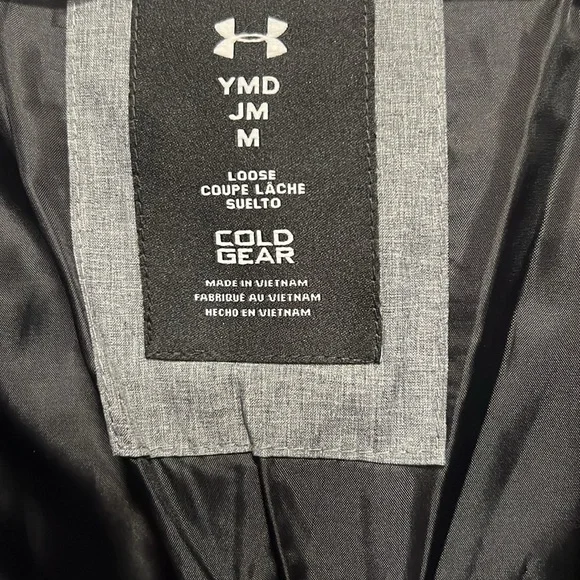 YMD
JM
M
LOOSE
COUPE LÂCHE
SUELTO
COLD
GEAR
MADE IN VIETNAM
FABRIQUÉ AU VIETNAM
HECHO EN VIETNAM